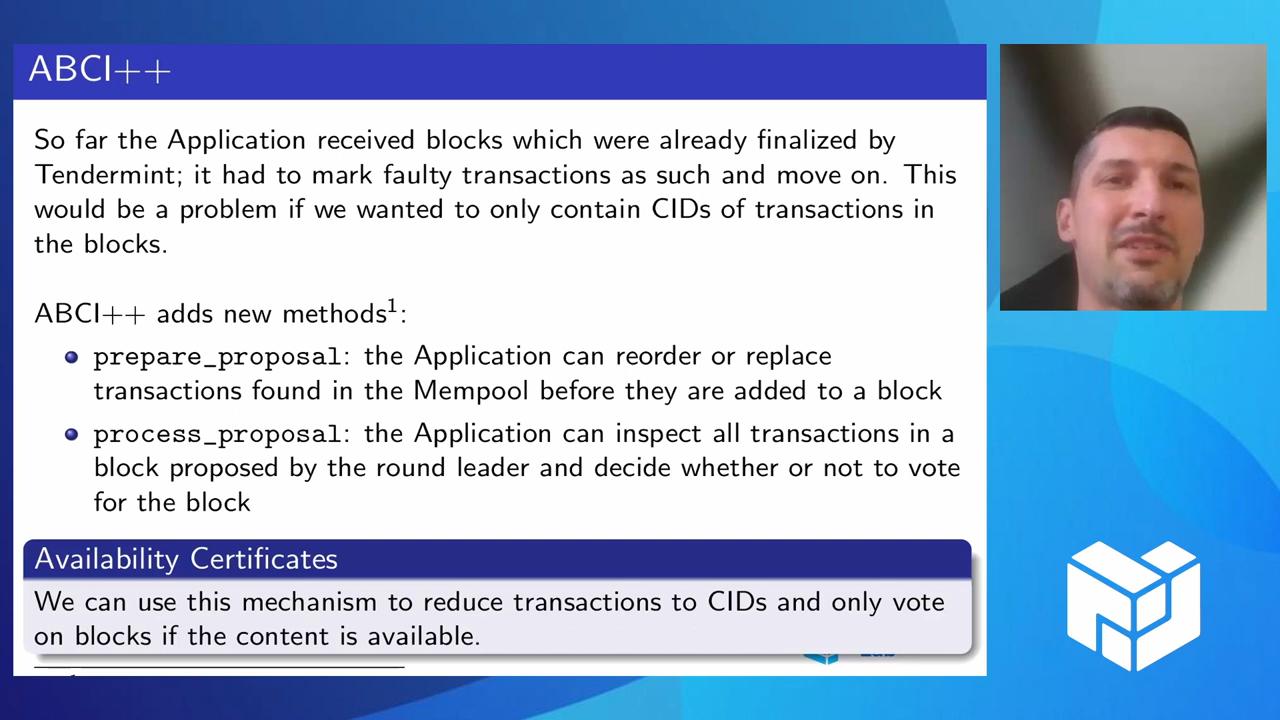 ABCI++
So far the Application received blocks which were already finalized by
Tendermint; it had to mark faulty transactions as such and move on. This
would be a problem if we wanted to only contain CIDs of transactions in
the blocks.
ABCI++ adds new methods¹:
prepare_proposal: the Application can reorder or replace
transactions found in the Mempool before they are added to a block
process_proposal: the Application can inspect all transactions in a
block proposed by the round leader and decide whether or not to vote
for the block
Availability Certificates
We can use this mechanism to reduce transactions to CIDs and only vote
on blocks if the content is available.